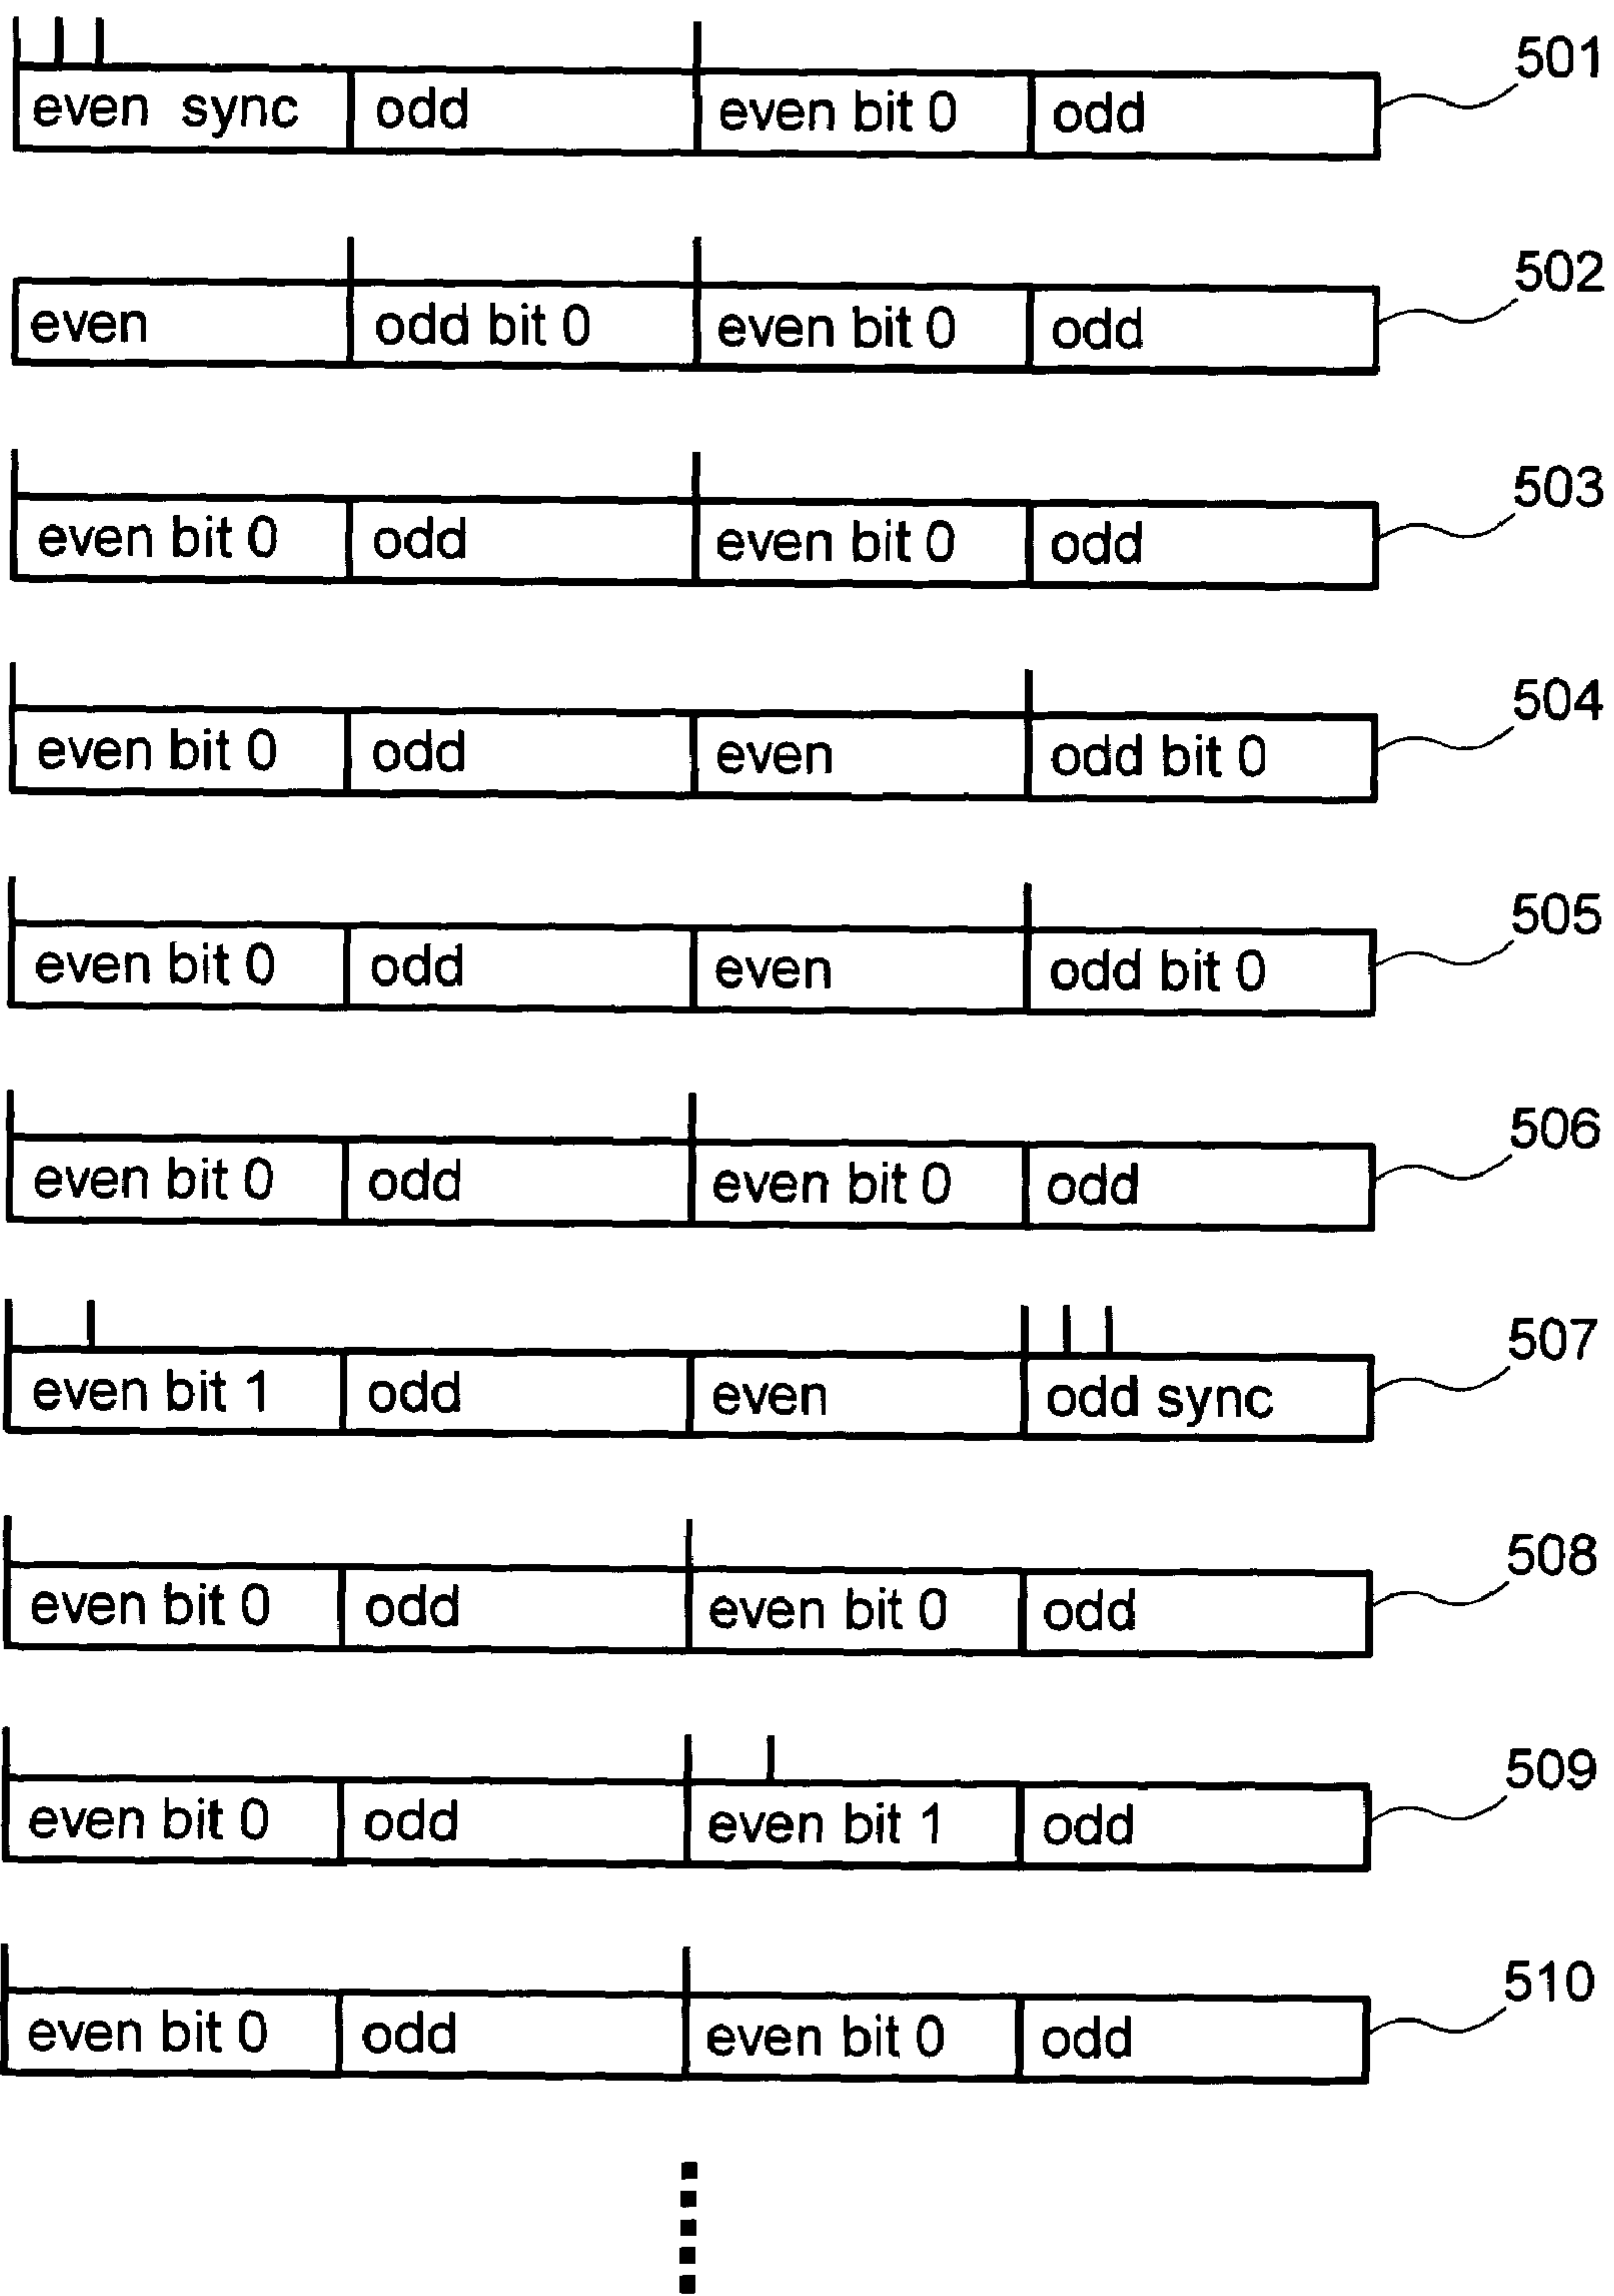 even sync odd even bit 0 odd 501
even odd bit 0 even bit 0 odd 502
even bit 0 odd even bit 0 odd 503
even bit 0 odd even odd bit 0 504
even bit 0 odd even odd bit 0 505
even bit 0 odd even bit 0 odd 506
even bit 1 odd even odd sync 507
even bit 0 odd even bit 0 odd 508
even bit 0 odd even bit 1 odd 509
even bit 0 odd even bit 0 odd 510